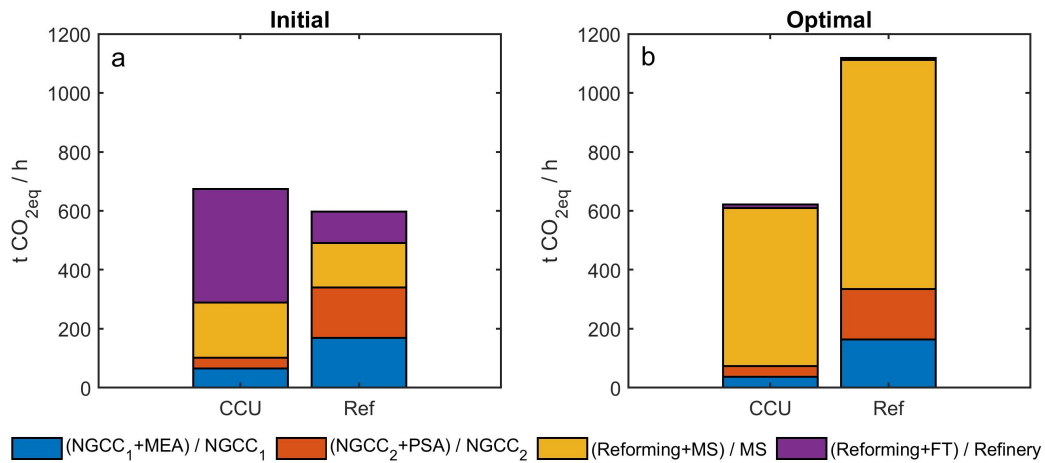 Initial
Optimal
a
b
1200
1000
800
600
400
200
0
t CO2eq / h
CCU
Ref
1200
1000
800
600
400
200
0
t CO2eq / h
CCU
Ref
(NGCC1+MEA) / NGCC1
(NGCC2+PSA) / NGCC2
(Reforming+MS) / MS
(Reforming+FT) / Refinery